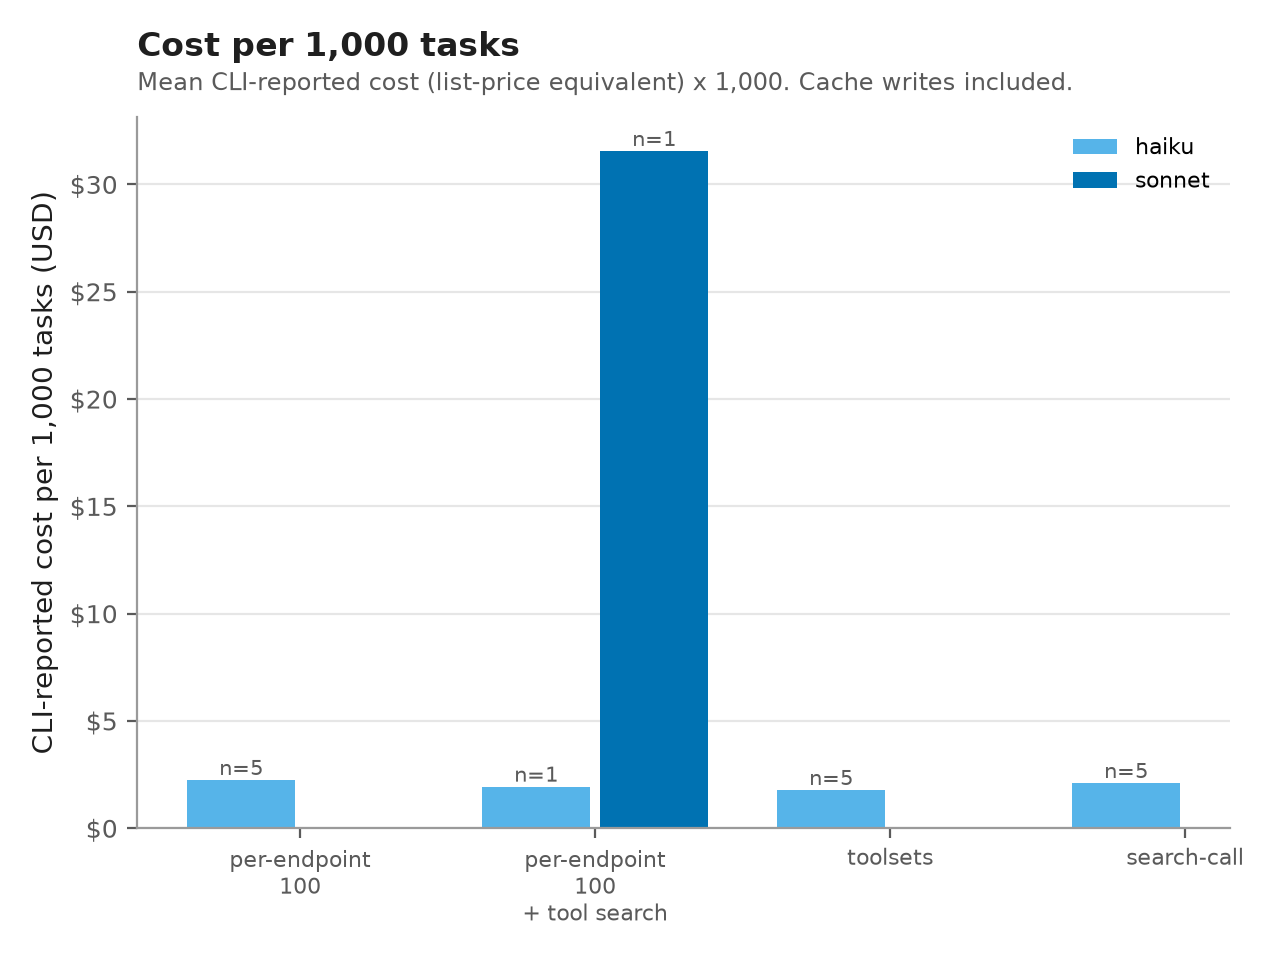 Cost per 1,000 tasks
Mean CLI-reported cost (list-price equivalent) x 1,000. Cache writes included.
CLI-reported cost per 1,000 tasks (USD)
$30
$25
$20
$15
$10
$5
$0
haiku
sonnet
n=5
n=1
n=1
n=5
n=5
per-endpoint
100
per-endpoint
100
+ tool search
toolsets
search-call